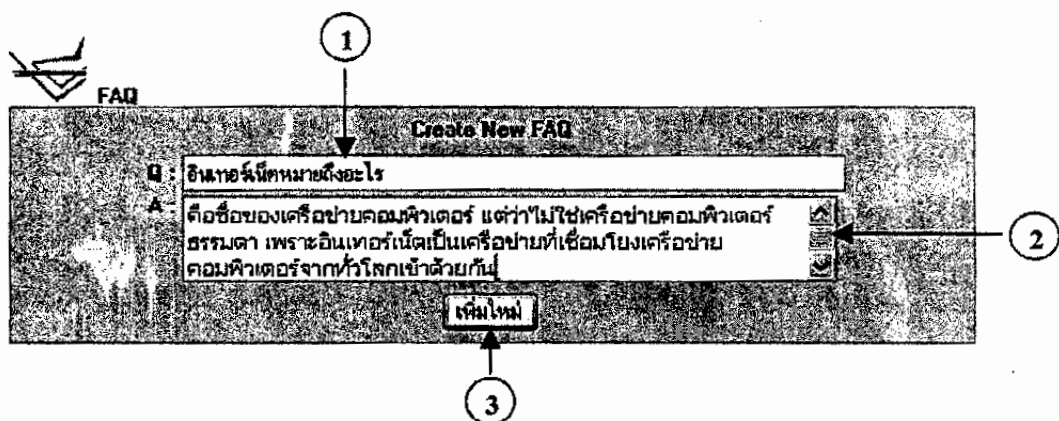 1
FAQ
Create New FAQ
Q : อินเทอร์เน็ตหมายถึงอะไร
A : คือชื่อของเครือข่ายคอมพิวเตอร์ แต่ว่าไม่ใช่เครือข่ายคอมพิวเตอร์
ธรรมดา เพราะอินเทอร์เน็ตเป็นเครือข่ายที่เชื่อมโยงเครือข่าย
คอมพิวเตอร์จากทั่วโลกเข้าด้วยกัน
2
เพิ่มใหม่
3